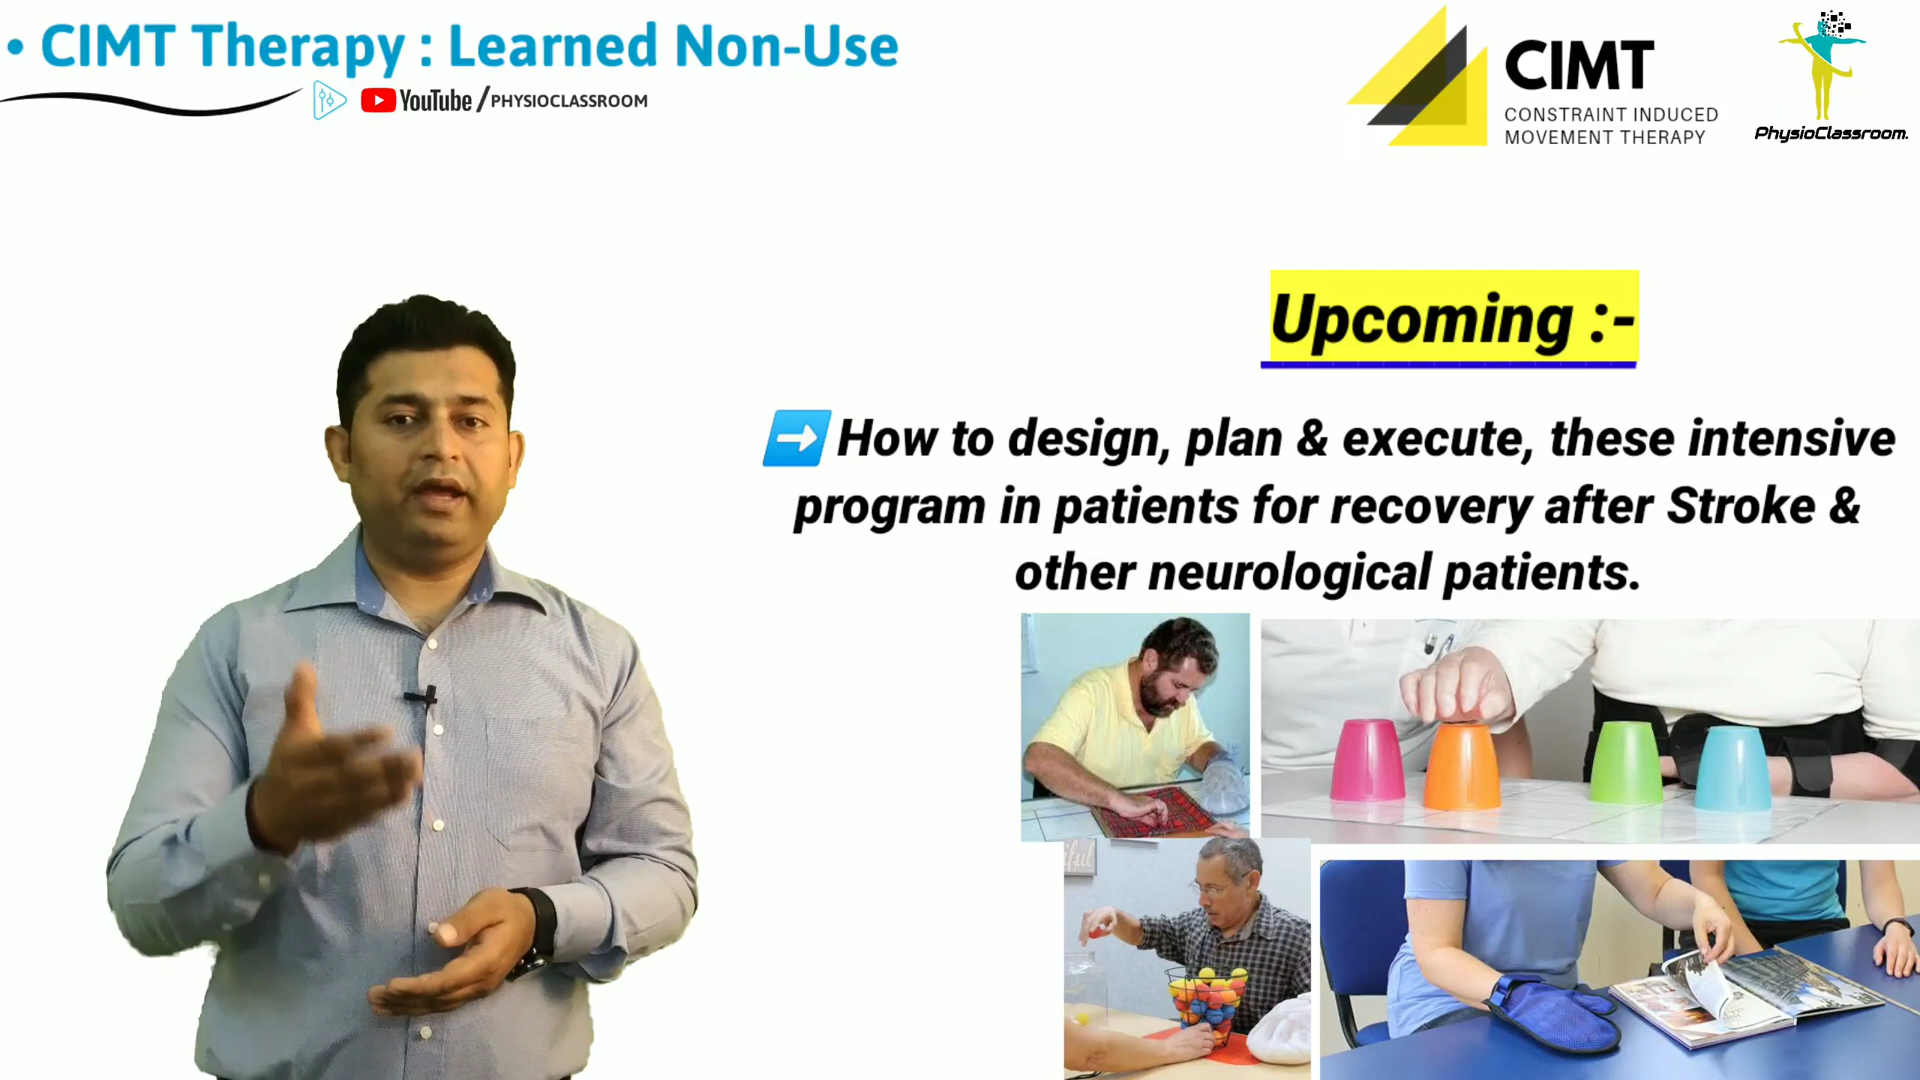 • CIMT Therapy : Learned Non-Use
YouTube /PHYSIOCLASSROOM
CIMT
CONSTRAINT INDUCED
MOVEMENT THERAPY
PhysioClassroom.
Upcoming :-
How to design, plan & execute, these intensive
program in patients for recovery after Stroke &
other neurological patients.